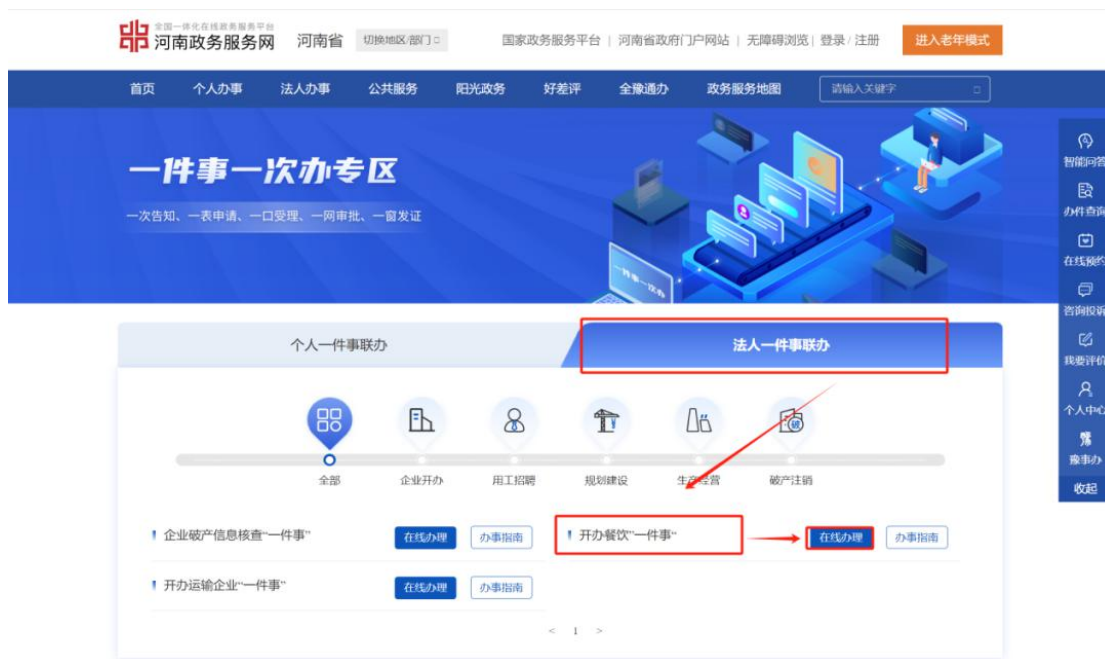 全国一体化在线政务服务平台
河南政务服务网 河南省 切换地区/部门 国家政务服务平台 | 河南省政府门户网站 | 无障碍浏览 | 登录 / 注册 进入老年模式
首页 个人办事 法人办事 公共服务 阳光政务 好差评 全豫通办 政务服务地图 请输入关键字
一件事一次办专区
一次告知、一表申请、一口受理、一网审批、一窗发证
一件事一次办
智能问答
办件查询
在线预约
咨询投诉
我要评价
个人中心
豫事办
收起
个人一件事联办 法人一件事联办
全部 企业开办 用工招聘 规划建设 生产经营 破产注销
企业破产信息核查“一件事” 在线办理 办事指南 开办餐饮“一件事“ 在线办理 办事指南
开办运输企业“一件事” 在线办理 办事指南
< 1 >